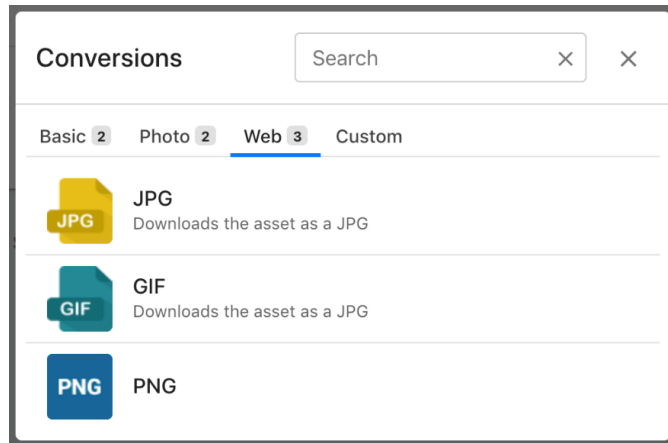 Conversions
Search
Basic 2 Photo 2 Web 3 Custom
JPG
JPG
Downloads the asset as a JPG
GIF
GIF
Downloads the asset as a JPG
PNG
PNG